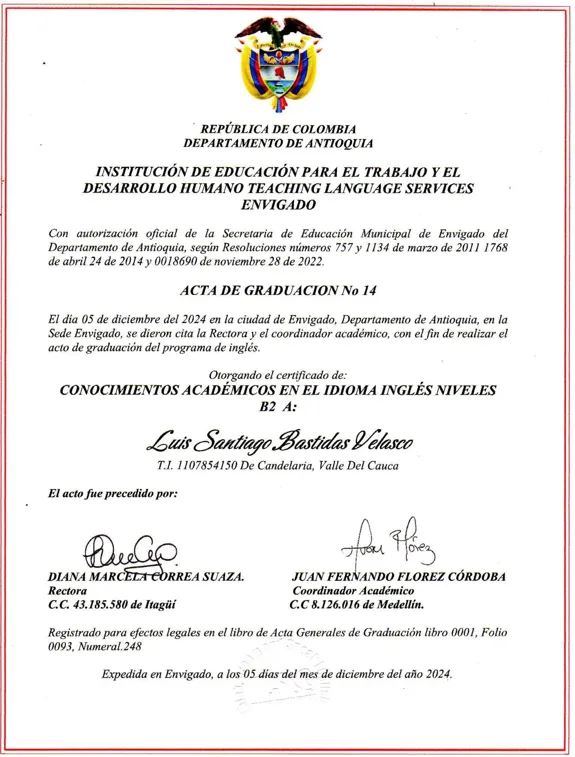 REPÚBLICA DE COLOMBIA
DEPARTAMENTO DE ANTIOQUIA
INSTITUCIÓN DE EDUCACIÓN PARA EL TRABAJO Y EL
DESARROLLO HUMANO TEACHING LANGUAGE SERVICES
ENVIGADO
Con autorización oficial de la Secretaria de Educación Municipal de Envigado del
Departamento de Antioquia, según Resoluciones números 757 y 1134 de marzo de 2011 1768
de abril 24 de 2014 y 0018690 de noviembre 28 de 2022.
ACTA DE GRADUACION No 14
El día 05 de diciembre del 2024 en la ciudad de Envigado, Departamento de Antioquia, en la
Sede Envigado, se dieron cita la Rectora y el coordinador académico, con el fin de realizar el
acto de graduación del programa de inglés.
Otorgando el certificado de:
CONOCIMIENTOS ACADÉMICOS EN EL IDIOMA INGLÉS NIVELES
B2 A:
Luis Santiago Bastidas Velasco
T.I. 1107854150 De Candelaria, Valle Del Cauca
El acto fue precedido por:
Juan Flórez
DIANA MARCELA CORREA SUAZA. JUAN FERNANDO FLOREZ CÓRDOBA
Rectora Coordinador Académico
C.C. 43.185.580 de Itagüí C.C 8.126.016 de Medellín.
Registrado para efectos legales en el libro de Acta Generales de Graduación libro 0001, Folio
0093, Numeral.248
Expedida en Envigado, a los 05 días del mes de diciembre del año 2024.